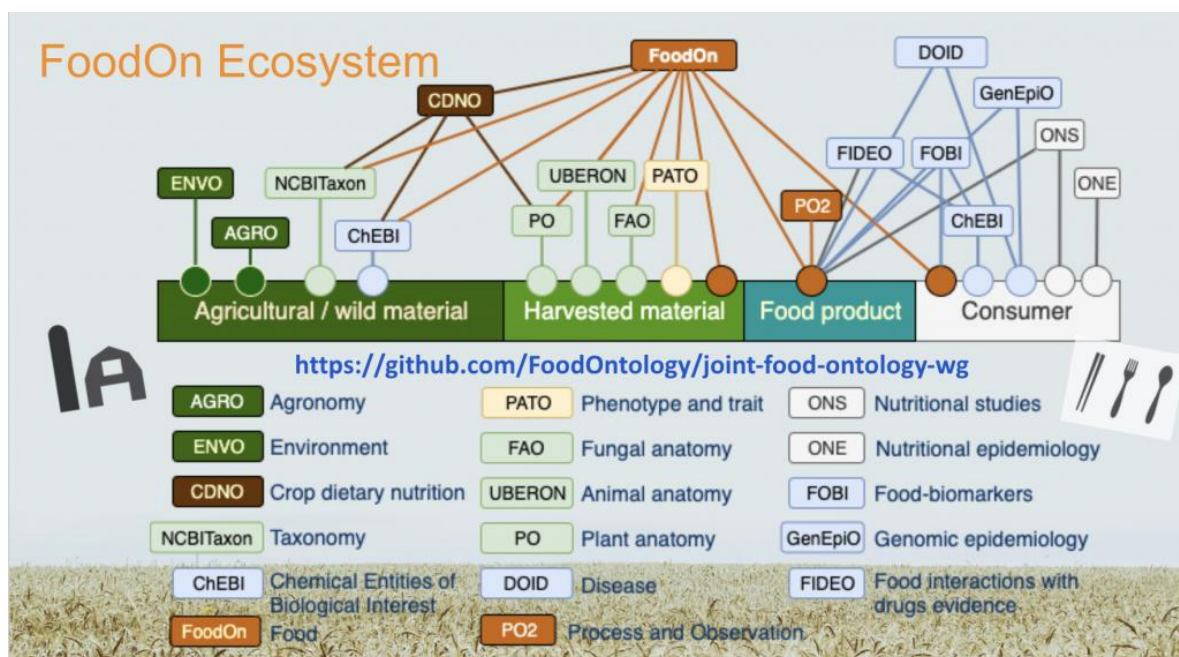 FoodOn Ecosystem
FoodOn
DOID
CDNO
GenEpiO
ONS
FIDEO
FOBI
ENVO
NCBITaxon
UBERON
PATO
ONE
PO2
AGRO
ChEBI
PO
FAO
ChEBI
Agricultural / wild material
Harvested material
Food product
Consumer
https://github.com/FoodOntology/joint-food-ontology-wg
AGRO Agronomy
PATO Phenotype and trait
ONS Nutritional studies
ENVO Environment
FAO Fungal anatomy
ONE Nutritional epidemiology
CDNO Crop dietary nutrition
UBERON Animal anatomy
FOBI Food-biomarkers
NCBITaxon Taxonomy
PO Plant anatomy
GenEpiO Genomic epidemiology
ChEBI Chemical Entities of
Biological Interest
DOID Disease
FIDEO Food interactions with
drugs evidence
FoodOn Food
PO2 Process and Observation